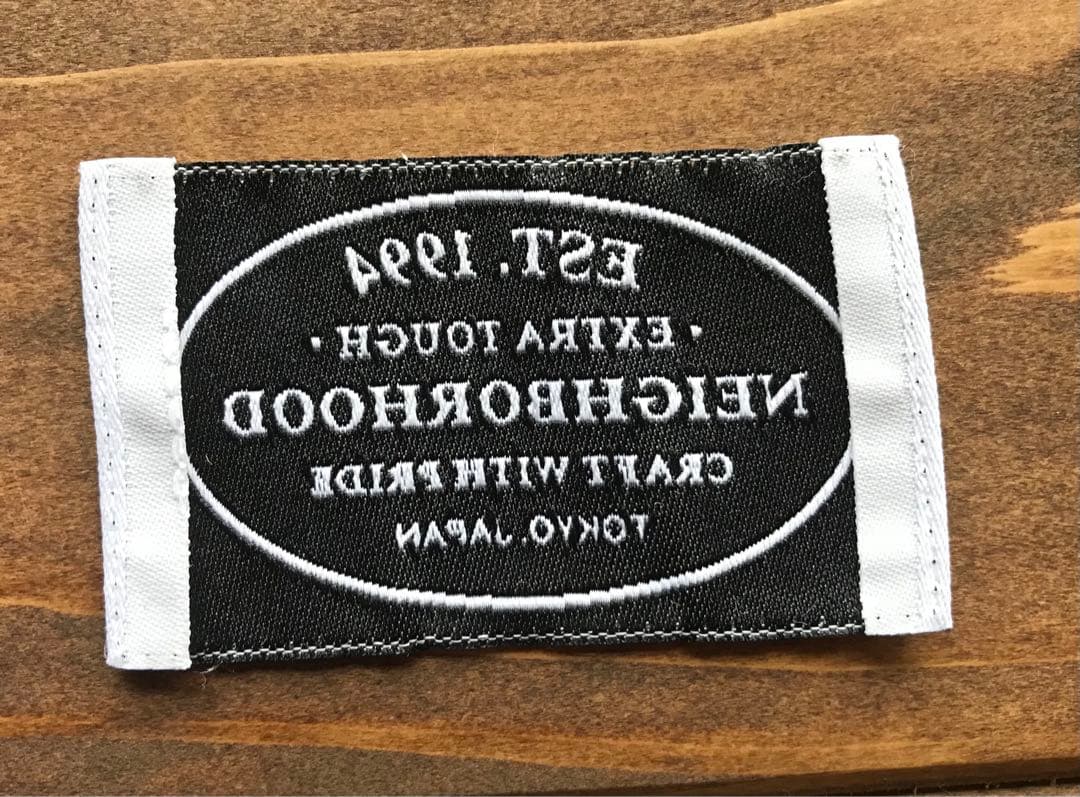 EST. 1994
· EXTRA TOUGH ·
NEIGHBORHOOD
CRAFT WITH PRIDE
TOKYO.JAPAN